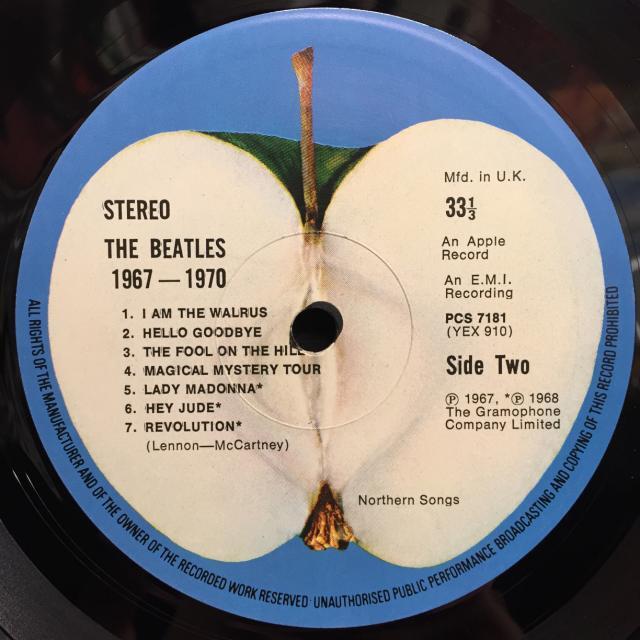 Mfd. in U.K.
STEREO
33⅓
THE BEATLES
1967 — 1970
An Apple
Record
An E.M.I.
Recording
1. I AM THE WALRUS
2. HELLO GOODBYE
3. THE FOOL ON THE HILL
4. MAGICAL MYSTERY TOUR
5. LADY MADONNA*
6. HEY JUDE*
7. REVOLUTION*
(Lennon—McCartney)
PCS 7181
(YEX 910)
Side Two
Ⓟ 1967, *Ⓟ 1968
The Gramophone
Company Limited
Northern Songs
ALL RIGHTS OF THE MANUFACTURER AND OF THE OWNER OF THE RECORDED WORK RESERVED · UNAUTHORISED PUBLIC PERFORMANCE BROADCASTING AND COPYING OF THIS RECORD PROHIBITED